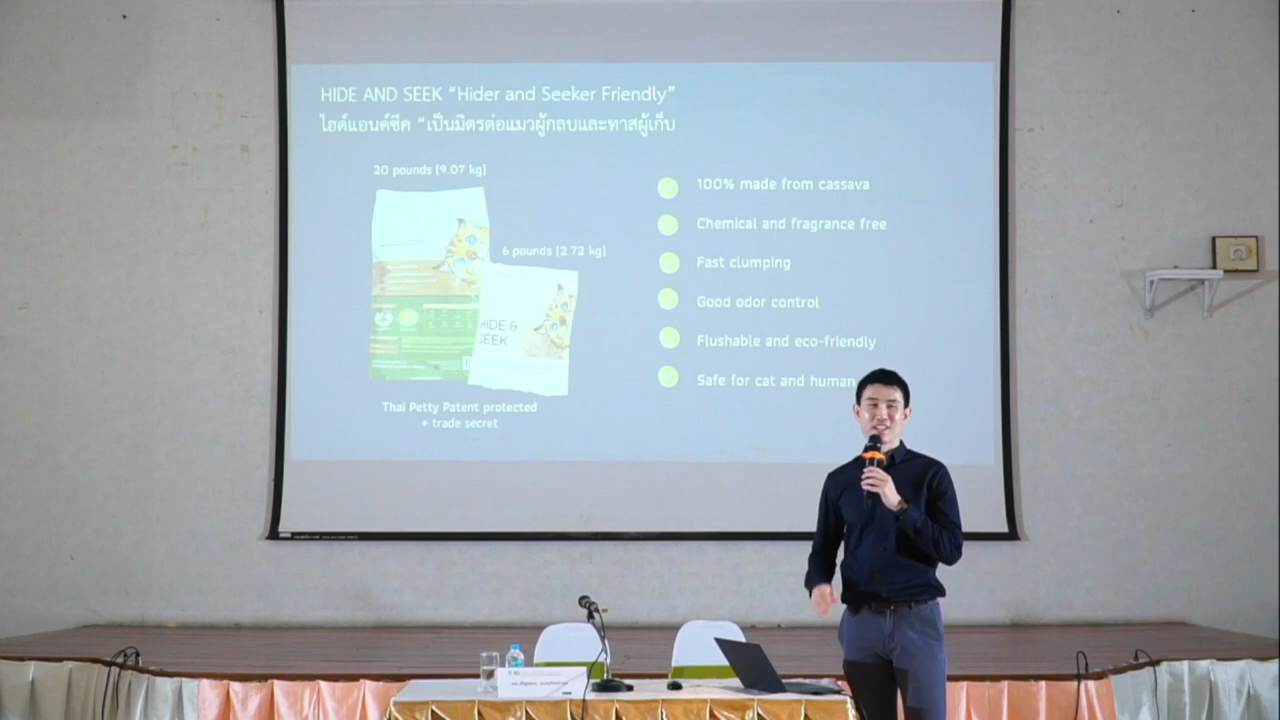 HIDE AND SEEK “Hider and Seeker Friendly”
ไฮด์แอนด์ซีค “เป็นมิตรต่อแมวผู้กลบและทาสผู้เก็บ
20 pounds [9.07 kg]
6 pounds [2.72 kg]
HIDE &
SEEK
Thai Petty Patent protected
+ trade secret
100% made from cassava
Chemical and fragrance free
Fast clumping
Good odor control
Flushable and eco-friendly
Safe for cat and human